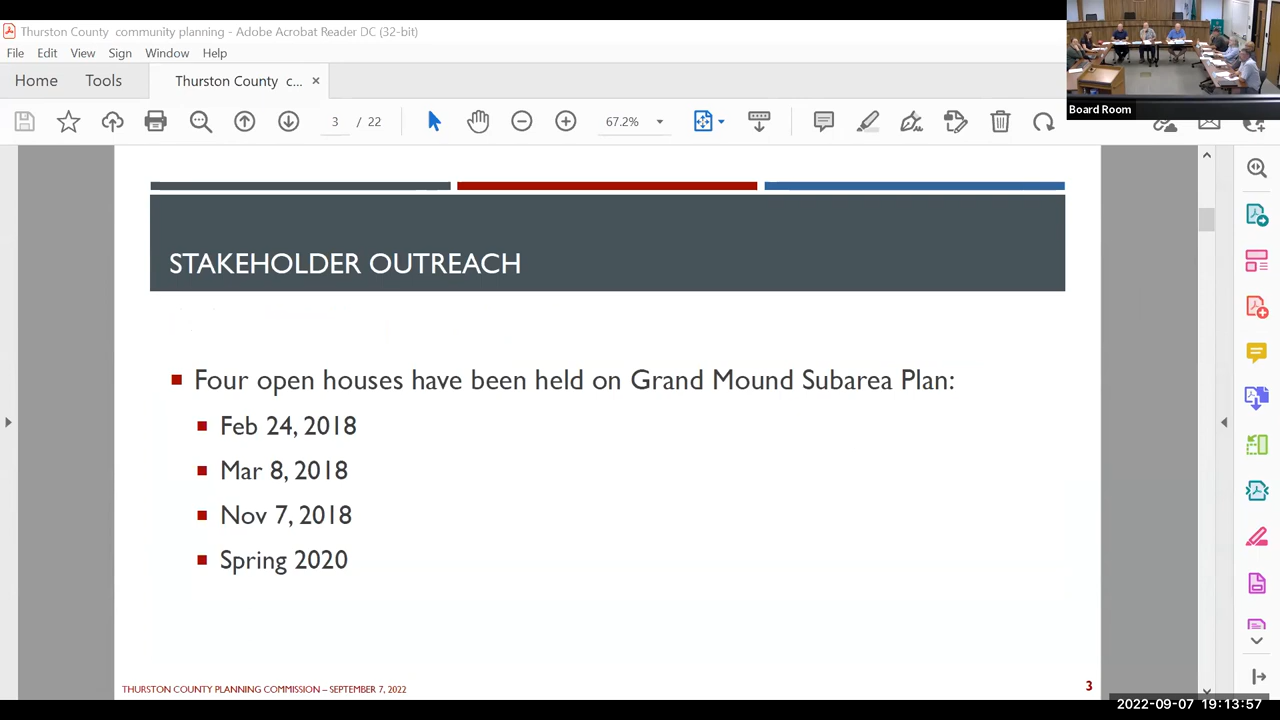 Thurston County community planning - Adobe Acrobat Reader DC (32-bit)
File Edit View Sign Window Help
Home Tools Thurston County c... ×
3 / 67.2%
Board Room
STAKEHOLDER OUTREACH
Four open houses have been held on Grand Mound Subarea Plan:
Feb 24, 2018
Mar 8, 2018
Nov 7, 2018
Spring 2020
THURSTON COUNTY PLANNING COMMISSION – SEPTEMBER 7, 2022
3
2022-09-07 19:13:57